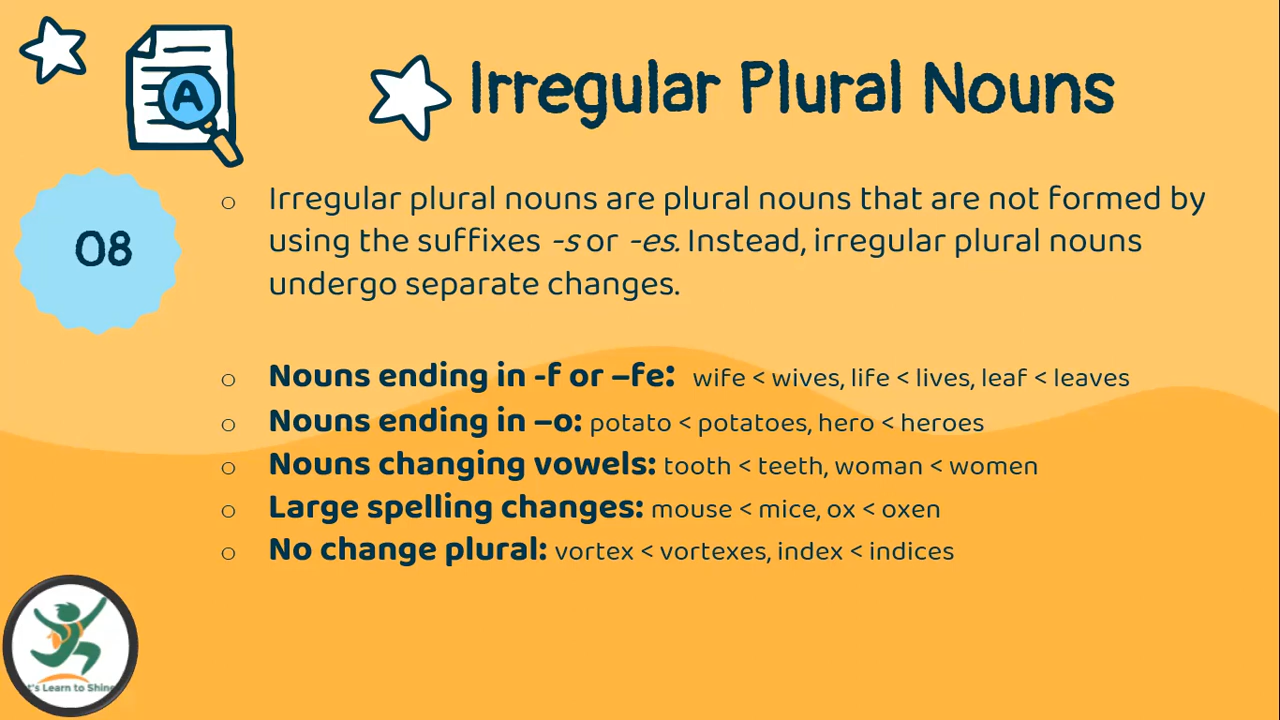 A
Irregular Plural Nouns
08
○ Irregular plural nouns are plural nouns that are not formed by
using the suffixes -s or -es. Instead, irregular plural nouns
undergo separate changes.
○ Nouns ending in -f or –fe: wife < wives, life < lives, leaf < leaves
○ Nouns ending in –o: potato < potatoes, hero < heroes
○ Nouns changing vowels: tooth < teeth, woman < women
○ Large spelling changes: mouse < mice, ox < oxen
○ No change plural: vortex < vortexes, index < indices
t's Learn to Shine